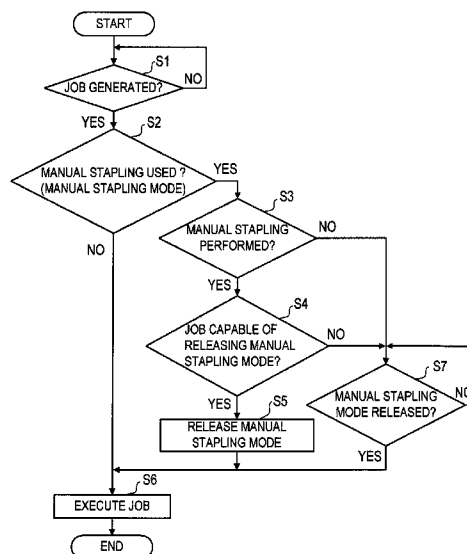 START
S1
JOB GENERATED?
NO
YES
S2
MANUAL STAPLING USED ?
(MANUAL STAPLING MODE)
YES
NO
S3
MANUAL STAPLING
PERFORMED?
NO
YES
S4
JOB CAPABLE OF
RELEASING MANUAL
STAPLING MODE?
NO
YES
S5
RELEASE MANUAL
STAPLING MODE
S7
MANUAL STAPLING
MODE RELEASED?
NO
YES
S6
EXECUTE JOB
END